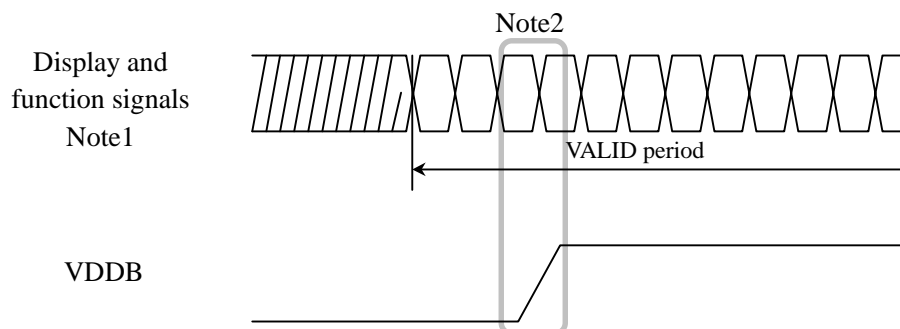 Note2
Display and
function signals
Note1
VALID period
VDDB